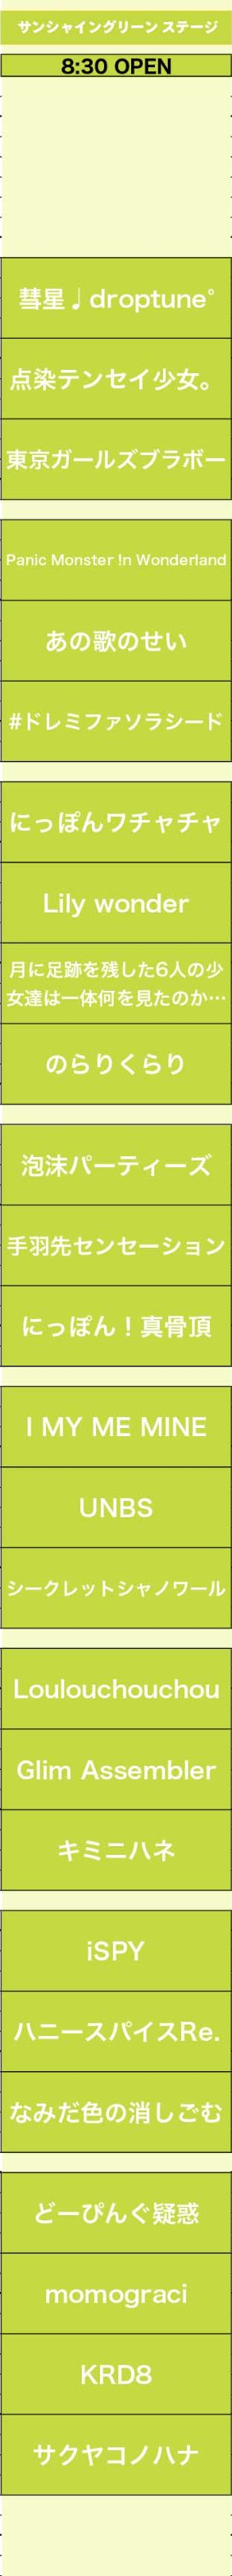 サンシャイングリーン ステージ
8:30 OPEN
彗星♩droptune°
点染テンセイ少女。
東京ガールズブラボー
Panic Monster !n Wonderland
あの歌のせい
#ドレミファソラシード
にっぽんワチャチャ
Lily wonder
月に足跡を残した6人の少
女達は一体何を見たのか…
のらりくらり
泡沫パーティーズ
手羽先センセーション
にっぽん！真骨頂
I MY ME MINE
UNBS
シークレットシャノワール
Loulouchouchou
Glim Assembler
キミニハネ
iSPY
ハニースパイスRe.
なみだ色の消しごむ
どーぴんぐ疑惑
momograci
KRD8
サクヤコノハナ